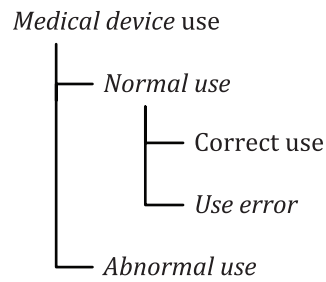 Medical device use
Normal use
Correct use
Use error
Abnormal use